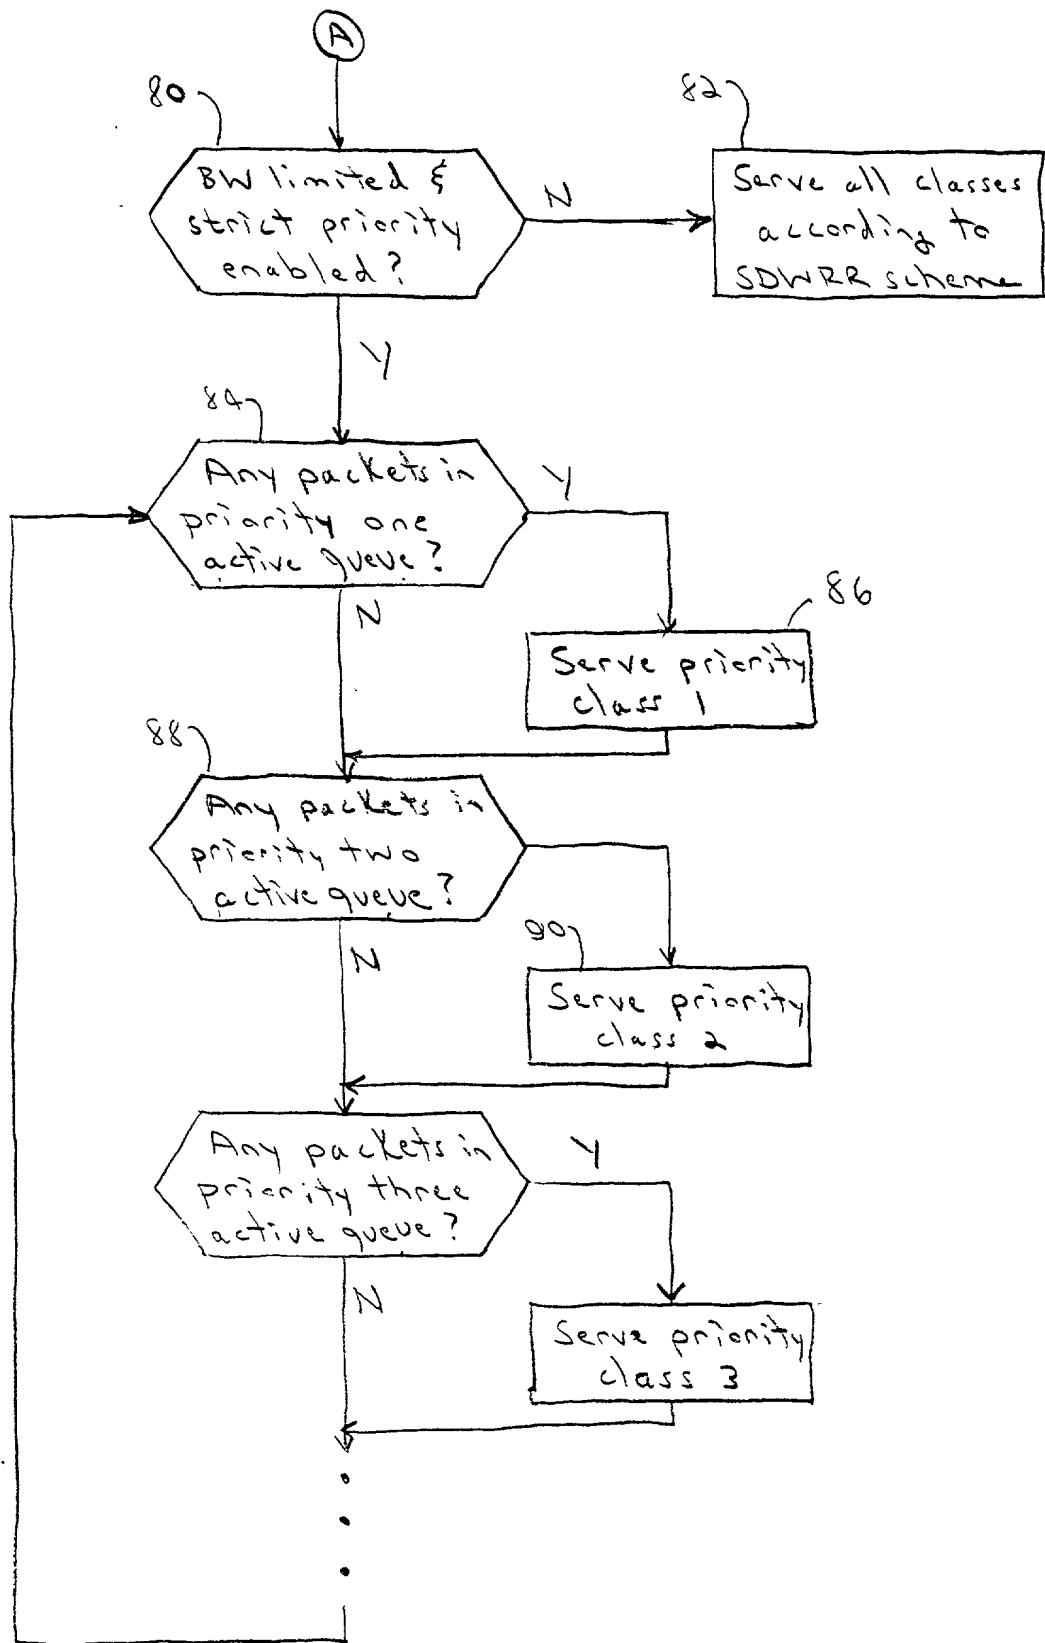 A
80
BW limited &
strict priority
enabled?
N
82
Serve all classes
according to
SDWRR scheme
Y
84
Any packets in
priority one
active queue?
Y
N
86
Serve priority
class 1
88
Any packets in
priority two
active queue?
N
90
Serve priority
class 2
Any packets in
priority three
active queue?
Y
N
Serve priority
class 3